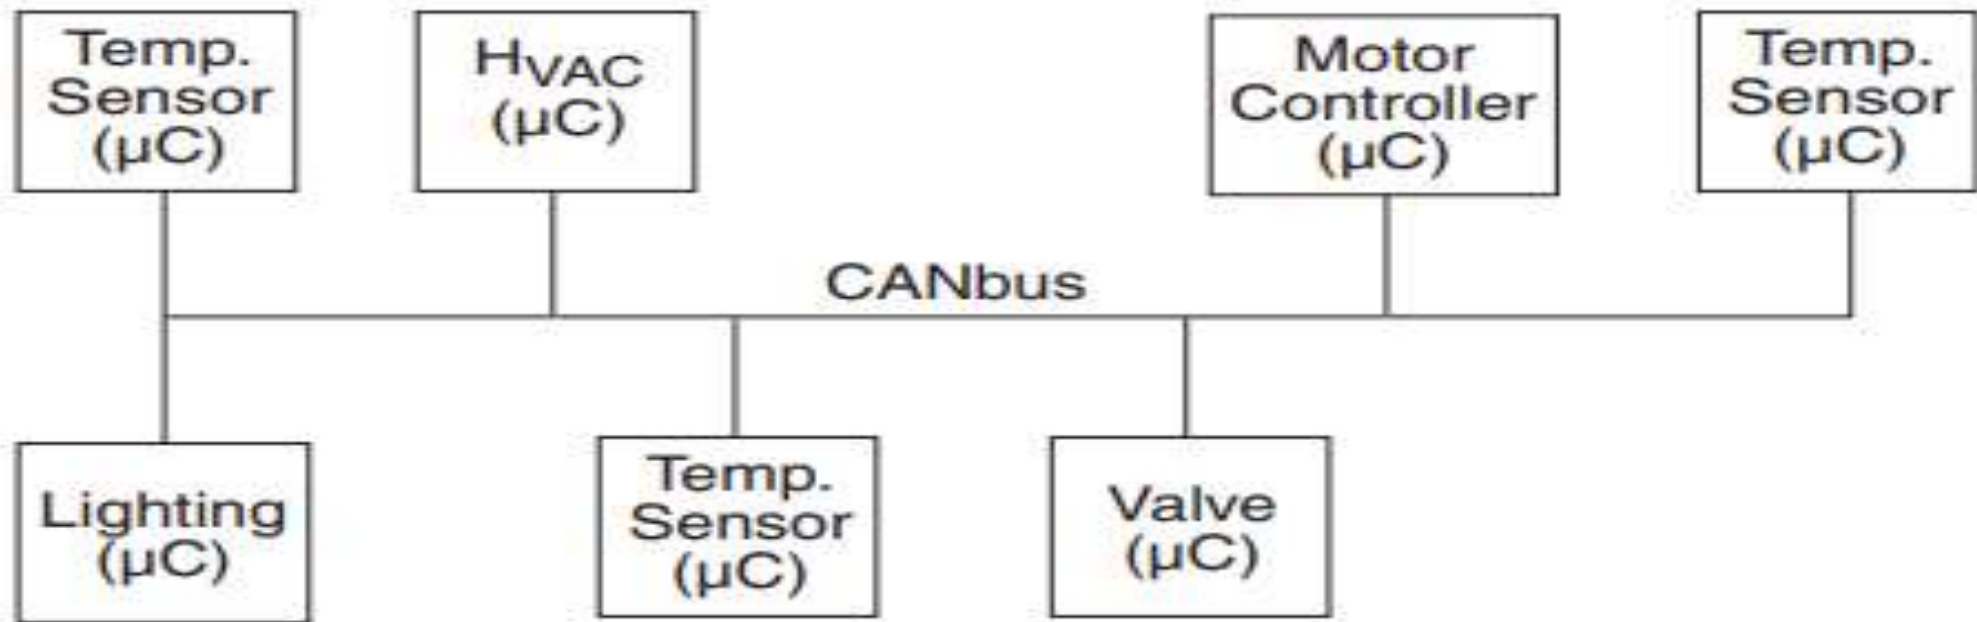 Temp.
Sensor
(µC)
HVAC
(µC)
Motor
Controller
(µC)
Temp.
Sensor
(µC)
CANbus
Lighting
(µC)
Temp.
Sensor
(µC)
Valve
(µC)